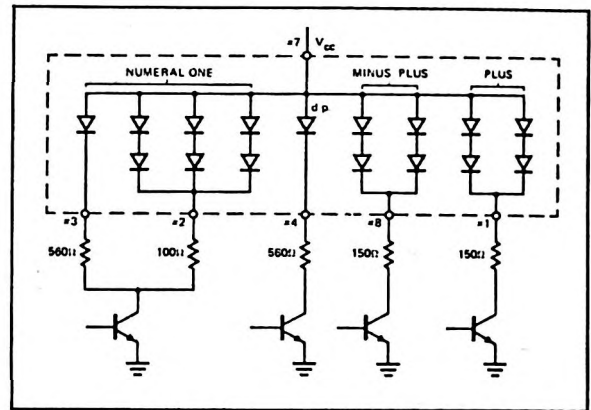 #7 Vcc
NUMERAL ONE
MINUS PLUS
PLUS
d p.
#3
#2
#4
#8
#1
560Ω
100Ω
560Ω
150Ω
150Ω